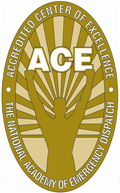 ACCREDITED CENTER OF EXCELLENCE
ACE
THE NATIONAL ACADEMY OF EMERGENCY DISPATCH